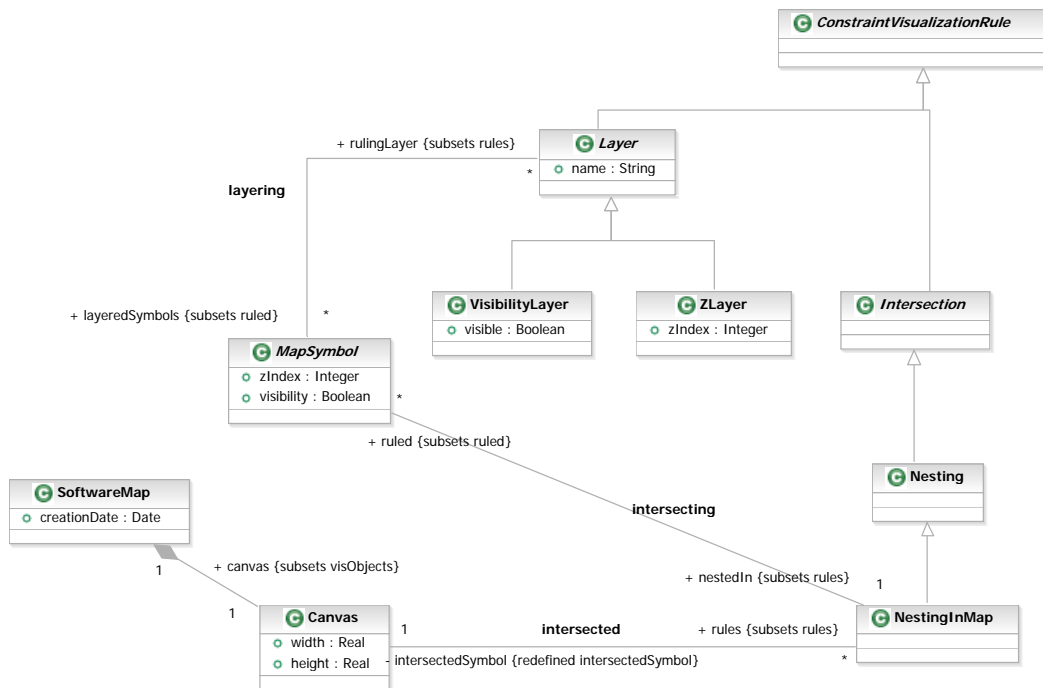 C ConstraintVisualizationRule
+ rulingLayer {subsets rules}
*
C Layer
name : String
layering
C VisibilityLayer
visible : Boolean
C ZLayer
zIndex : Integer
C Intersection
+ layeredSymbols {subsets ruled}
*
C MapSymbol
zIndex : Integer
visibility : Boolean
*
+ ruled {subsets ruled}
C Nesting
C SoftwareMap
creationDate : Date
intersecting
1
+ canvas {subsets visObjects}
1
+ nestedIn {subsets rules}
1
C Canvas
width : Real
height : Real
1
intersected
+ rules {subsets rules}
- intersectedSymbol {redefined intersectedSymbol}
*
C NestingInMap